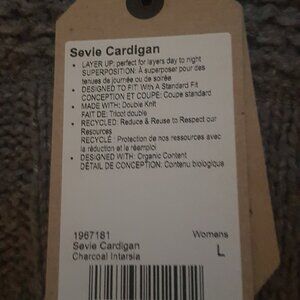 Sevie Cardigan
• LAYER UP: perfect for layers day to night
SUPERPOSITION: À superposer pour des
tenues de journée ou de soirée
• DESIGNED TO FIT: With A Standard Fit
CONCEPTION ET COUPE: Coupe standard
• MADE WITH: Double Knit
FAIT DE: Tricot double
• RECYCLED: Reduce & Reuse to Respect our
Resources
RECYCLÉ : Protection de nos ressources avec
la réduction et le réemploi
• DESIGNED WITH: Organic Content
DÉTAIL DE CONCEPTION: Contenu biologique
1967181 Womens
Sevie Cardigan L
Charcoal Intarsia